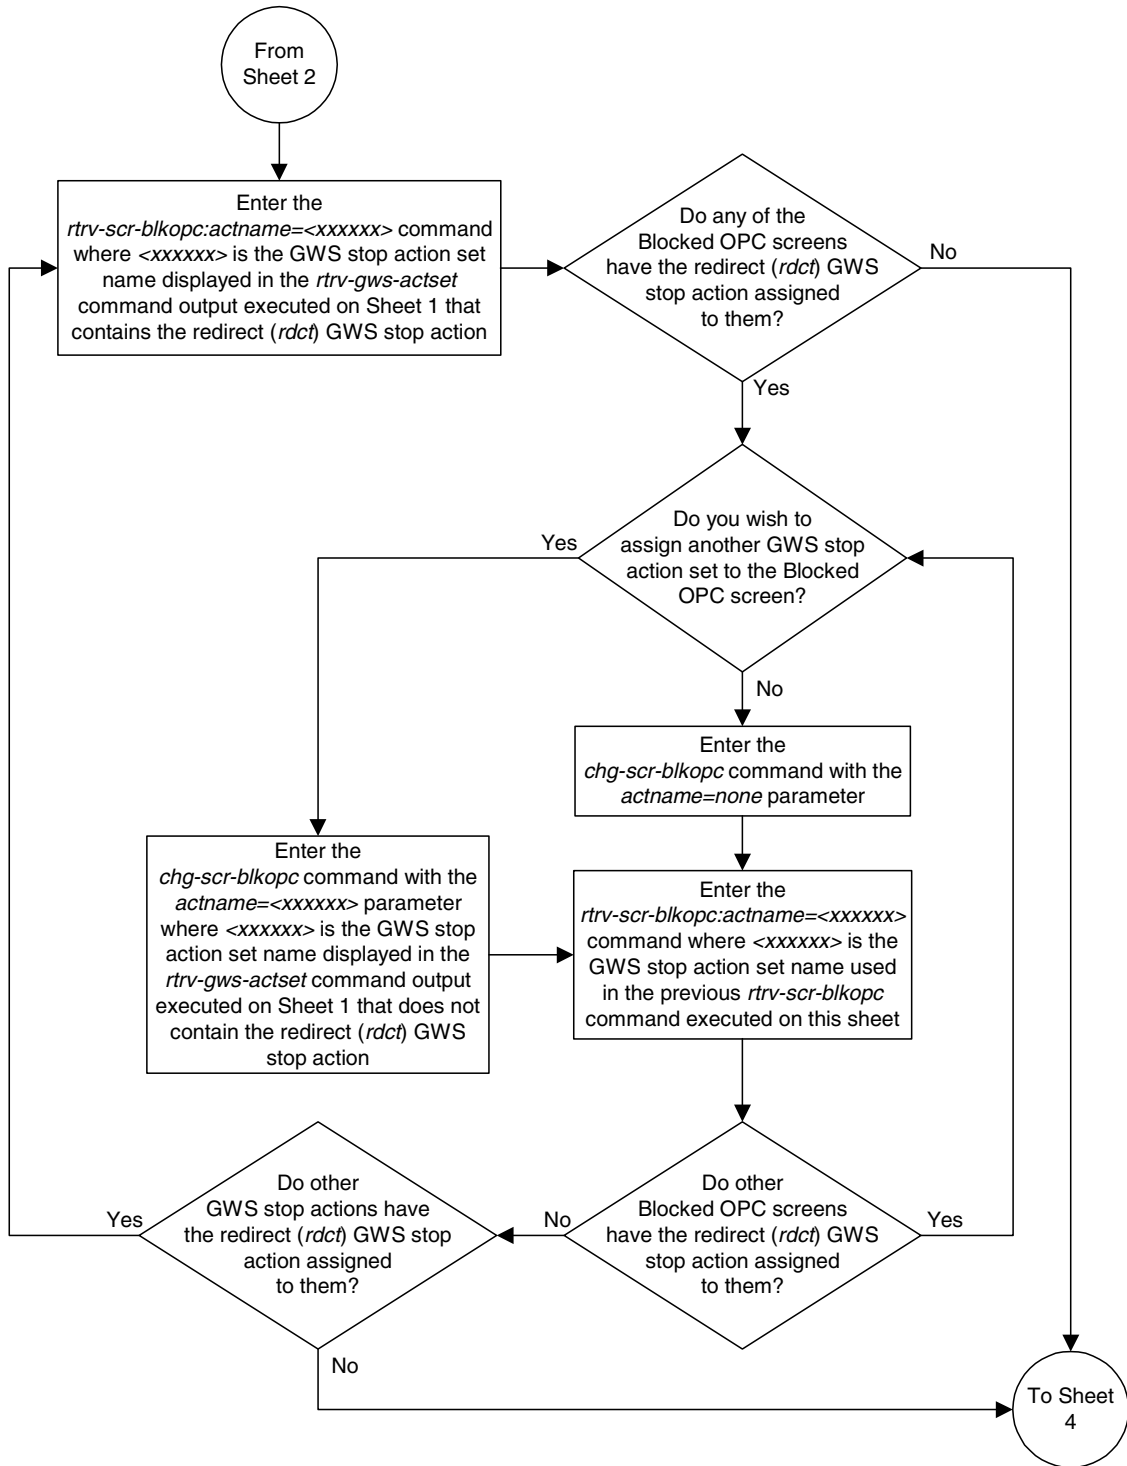 From
Sheet 2
Enter the
rtrv-scr-blkopc:actname=<xxxxxx> command
where <xxxxxx> is the GWS stop action set
name displayed in the rtrv-gws-actset
command output executed on Sheet 1 that
contains the redirect (rdct) GWS stop action
Do any of the
Blocked OPC screens
have the redirect (rdct) GWS
stop action assigned
to them?
No
Yes
Do you wish to
assign another GWS stop
action set to the Blocked
OPC screen?
Yes
No
Enter the
chg-scr-blkopc command with the
actname=none parameter
Enter the
chg-scr-blkopc command with the
actname=<xxxxxx> parameter
where <xxxxxx> is the GWS stop
action set name displayed in the
rtrv-gws-actset command output
executed on Sheet 1 that does not
contain the redirect (rdct) GWS
stop action
Enter the
rtrv-scr-blkopc:actname=<xxxxxx>
command where <xxxxxx> is the
GWS stop action set name used
in the previous rtrv-scr-blkopc
command executed on this sheet
Do other
Blocked OPC screens
have the redirect (rdct) GWS
stop action assigned
to them?
Yes
No
Do other
GWS stop actions have
the redirect (rdct) GWS stop
action assigned
to them?
Yes
No
To Sheet
4